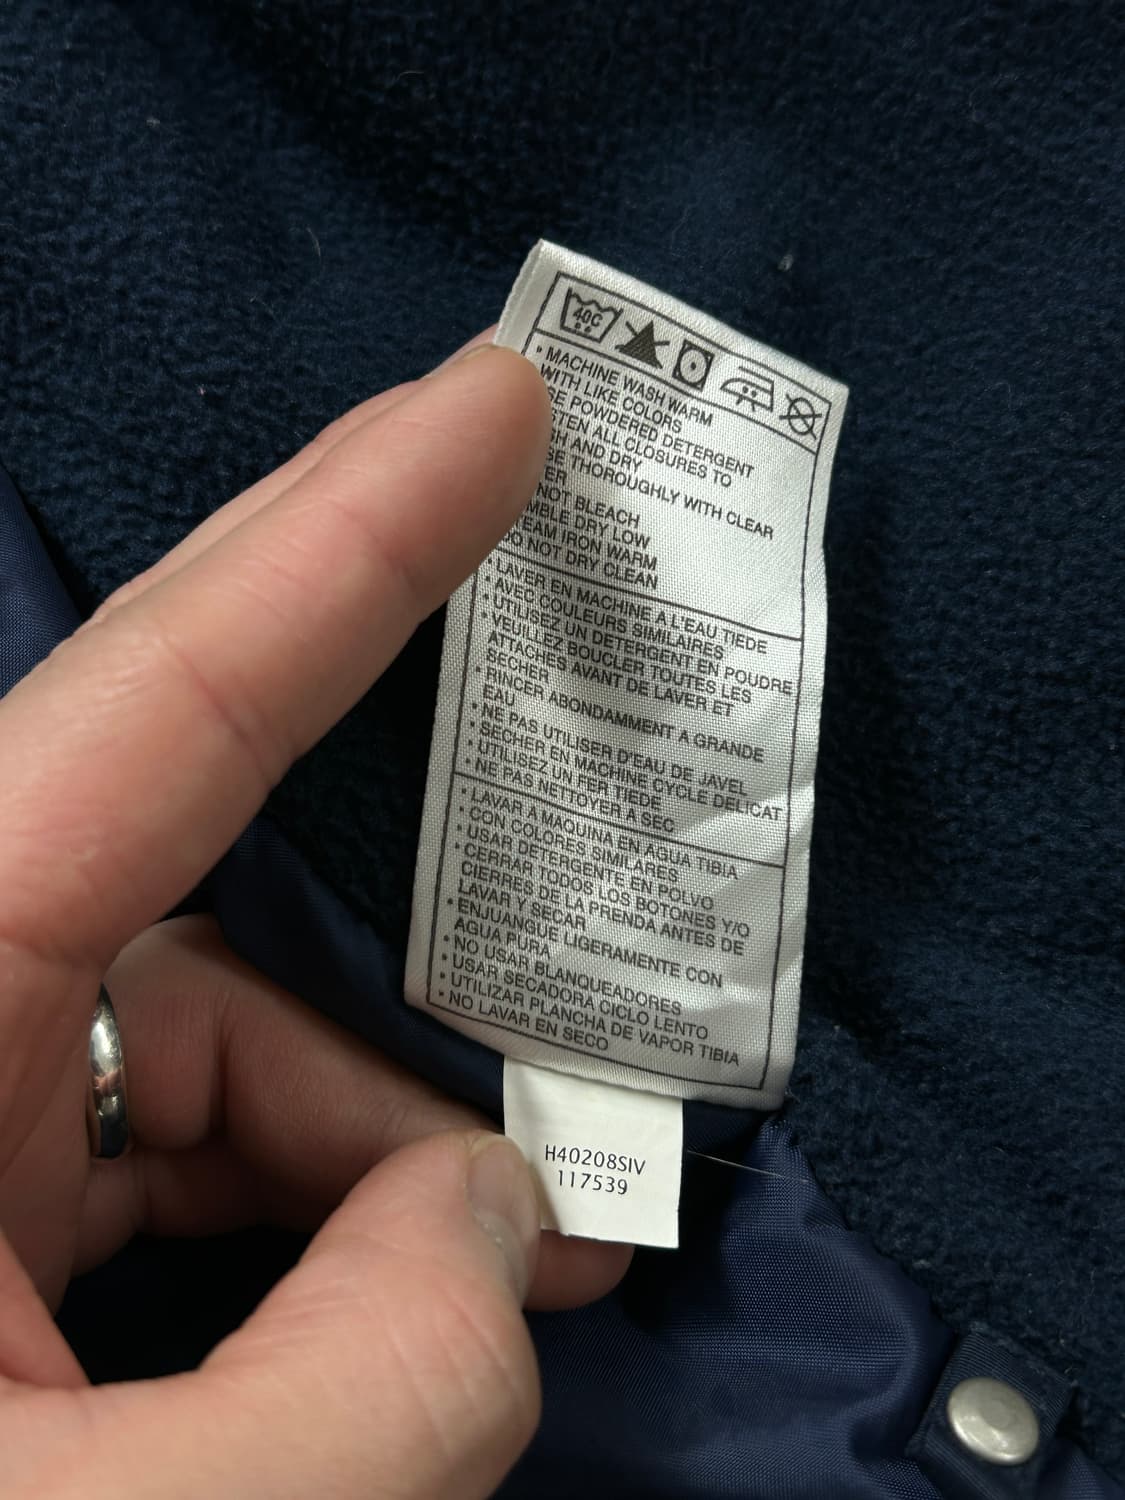 40C
• MACHINE WASH WARM
WITH LIKE COLORS
SE POWDERED DETERGENT
STEN ALL CLOSURES TO
SH AND DRY
SE THOROUGHLY WITH CLEAR
ER
NOT BLEACH
MBLE DRY LOW
TEAM IRON WARM
DO NOT DRY CLEAN
• LAVER EN MACHINE A L'EAU TIEDE
• AVEC COULEURS SIMILAIRES
• UTILISEZ UN DETERGENT EN POUDRE
• VEUILLEZ BOUCLER TOUTES LES
ATTACHES AVANT DE LAVER ET
SECHER
• RINCER ABONDAMMENT A GRANDE
EAU
• NE PAS UTILISER D'EAU DE JAVEL
• SECHER EN MACHINE CYCLE DELICAT
• UTILISEZ UN FER TIEDE
• NE PAS NETTOYER A SEC
• LAVAR A MAQUINA EN AGUA TIBIA
• CON COLORES SIMILARES
• USAR DETERGENTE EN POLVO
• CERRAR TODOS LOS BOTONES Y/O
CIERRES DE LA PRENDA ANTES DE
LAVAR Y SECAR
• ENJUANGUE LIGERAMENTE CON
AGUA PURA
• NO USAR BLANQUEADORES
• USAR SECADORA CICLO LENTO
• UTILIZAR PLANCHA DE VAPOR TIBIA
• NO LAVAR EN SECO
H40208SIV
117539